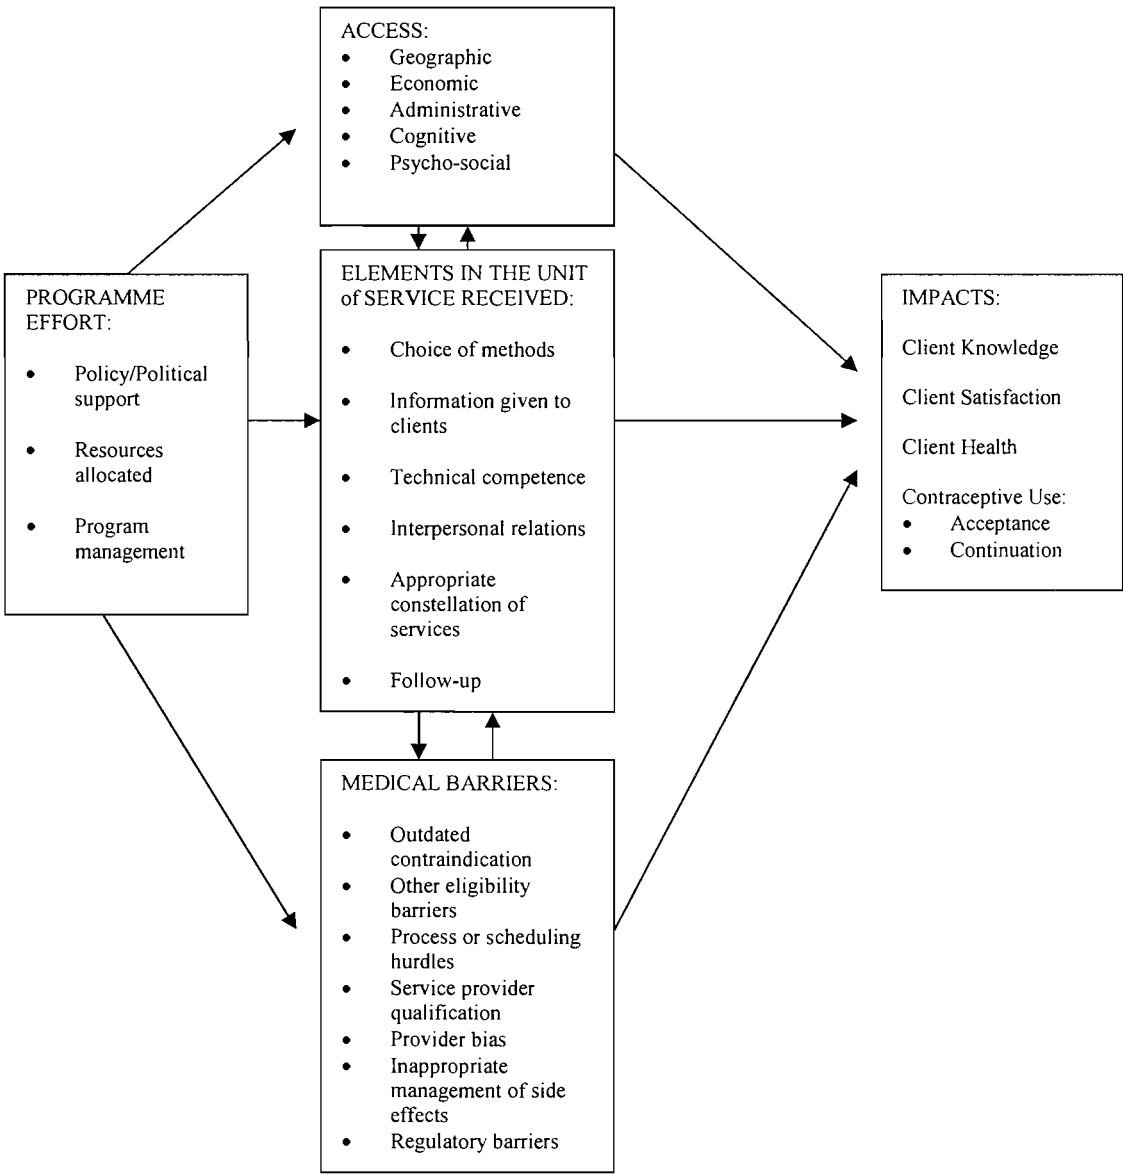 ACCESS:
• Geographic
• Economic
• Administrative
• Cognitive
• Psycho-social
PROGRAMME
EFFORT:
• Policy/Political
support
• Resources
allocated
• Program
management
ELEMENTS IN THE UNIT
of SERVICE RECEIVED:
• Choice of methods
• Information given to
clients
• Technical competence
• Interpersonal relations
• Appropriate
constellation of
services
• Follow-up
MEDICAL BARRIERS:
• Outdated
contraindication
• Other eligibility
barriers
• Process or scheduling
hurdles
• Service provider
qualification
• Provider bias
• Inappropriate
management of side
effects
• Regulatory barriers
IMPACTS:
Client Knowledge
Client Satisfaction
Client Health
Contraceptive Use:
• Acceptance
• Continuation